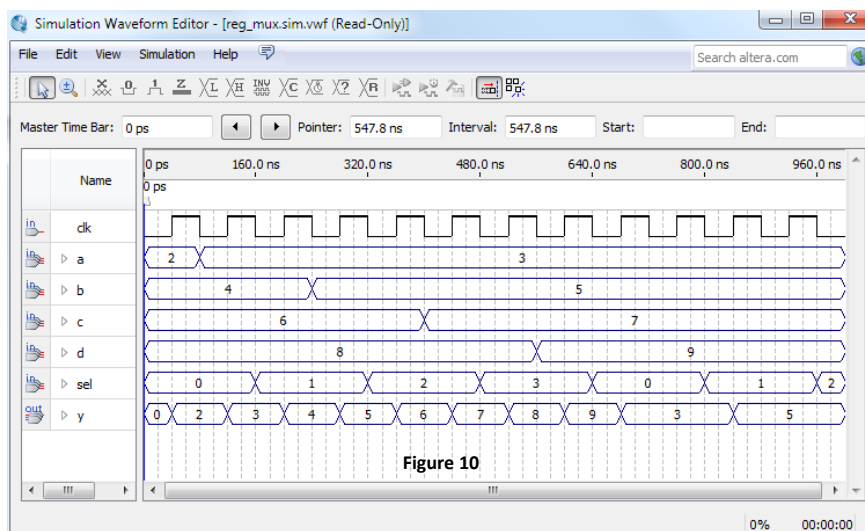 Simulation Waveform Editor - [reg_mux.sim.vwf (Read-Only)]
File Edit View Simulation Help Search altera.com
Master Time Bar: 0 ps Pointer: 547.8 ns Interval: 547.8 ns Start: End:
Name 0 ps 160.0 ns 320.0 ns 480.0 ns 640.0 ns 800.0 ns 960.0 ns
0 ps
in clk
in a 2 3
in b 4 5
in c 6 7
in d 8 9
in sel 0 1 2 3 0 1 2
out y 0 2 3 4 5 6 7 8 9 3 5
Figure 10
0% 00:00:00